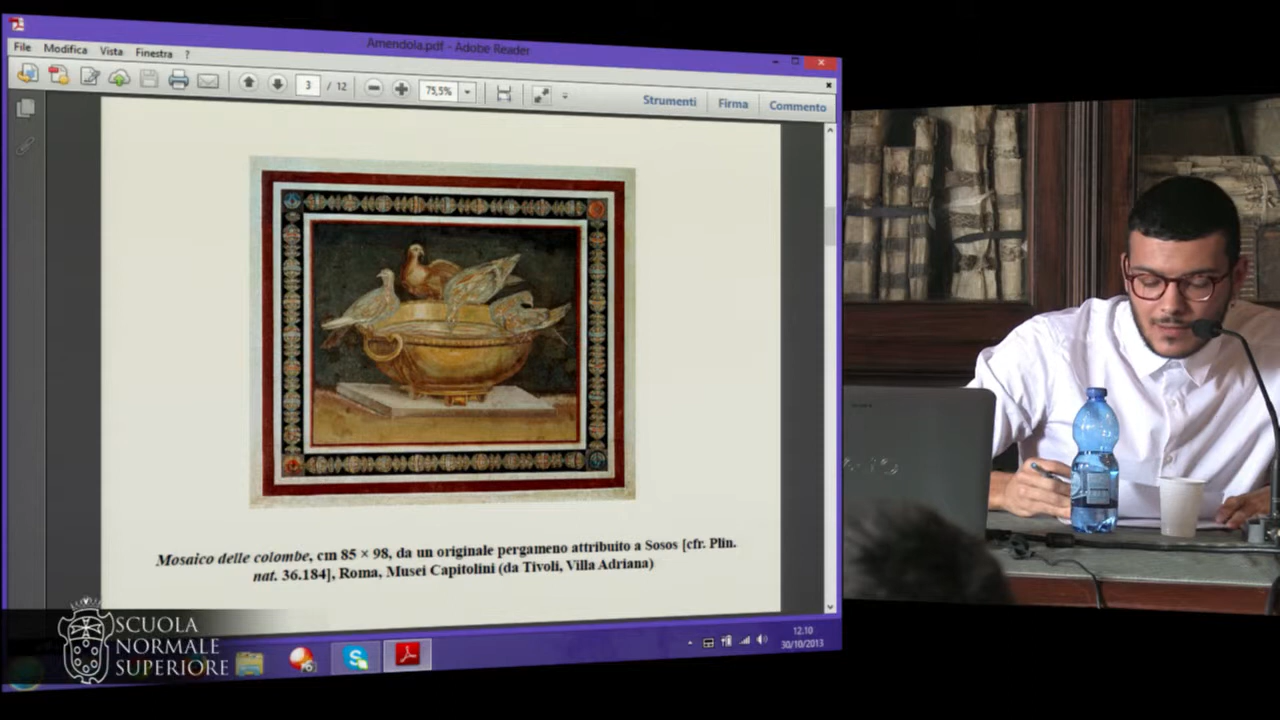 Amendola.pdf - Adobe Reader
File Modifica Vista Finestra ?
3 / 12 75,5% Strumenti Firma Commento
Mosaico delle colombe, cm 85 × 98, da un originale pergameno attribuito a Sosos [cfr. Plin.
nat. 36.184], Roma, Musei Capitolini (da Tivoli, Villa Adriana)
SCUOLA
NORMALE
SUPERIORE
12.10
30/10/2013